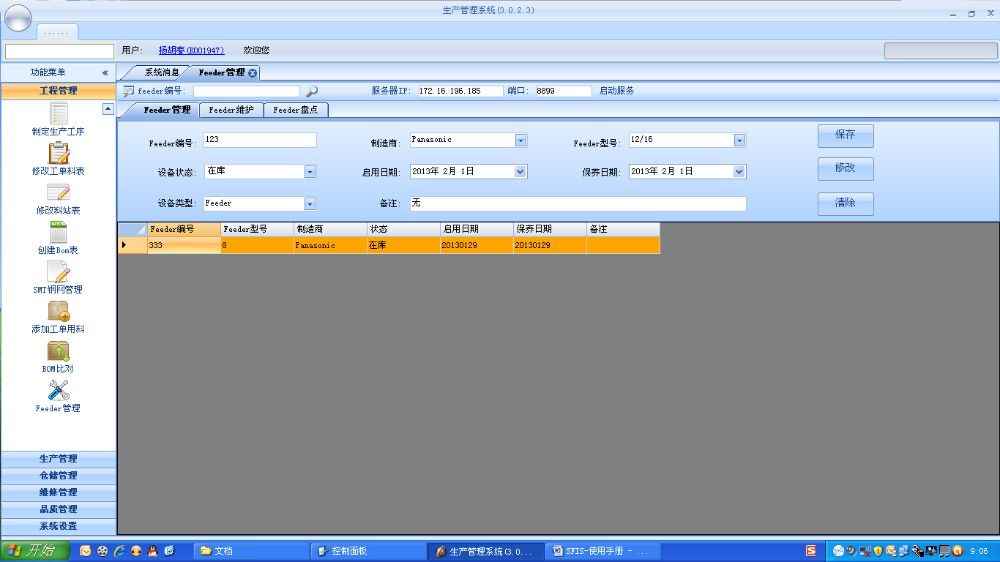 生产管理系统(3.0.2.3)
......
用户: 杨胡春(K001947) 欢迎您
功能菜单 «
系统消息 Feeder管理
工程管理
feeder编号: 服务器IP: 172.16.196.185 端口: 8899 启动服务
Feeder管理 Feeder维护 Feeder盘点
制定生产工序
修改工单料表
修改料站表
AUTO
创建Bom表
SMT钢网管理
添加工单用料
BOM比对
Feeder管理
Feeder编号: 123 制造商: Panasonic Feeder型号: 12/16 保存
设备状态: 在库 启用日期: 2013年 2月 1日 保养日期: 2013年 2月 1日 修改
设备类型: Feeder 备注: 无 清除
Feeder编号 Feeder型号 制造商 状态 启用日期 保养日期 备注
333 8 Panasonic 在库 20130129 20130129
生产管理
仓储管理
维修管理
品质管理
系统设置
开始 文档 控制面板 生产管理系统(3.0... SFIS-使用手册 - ... S 9:06